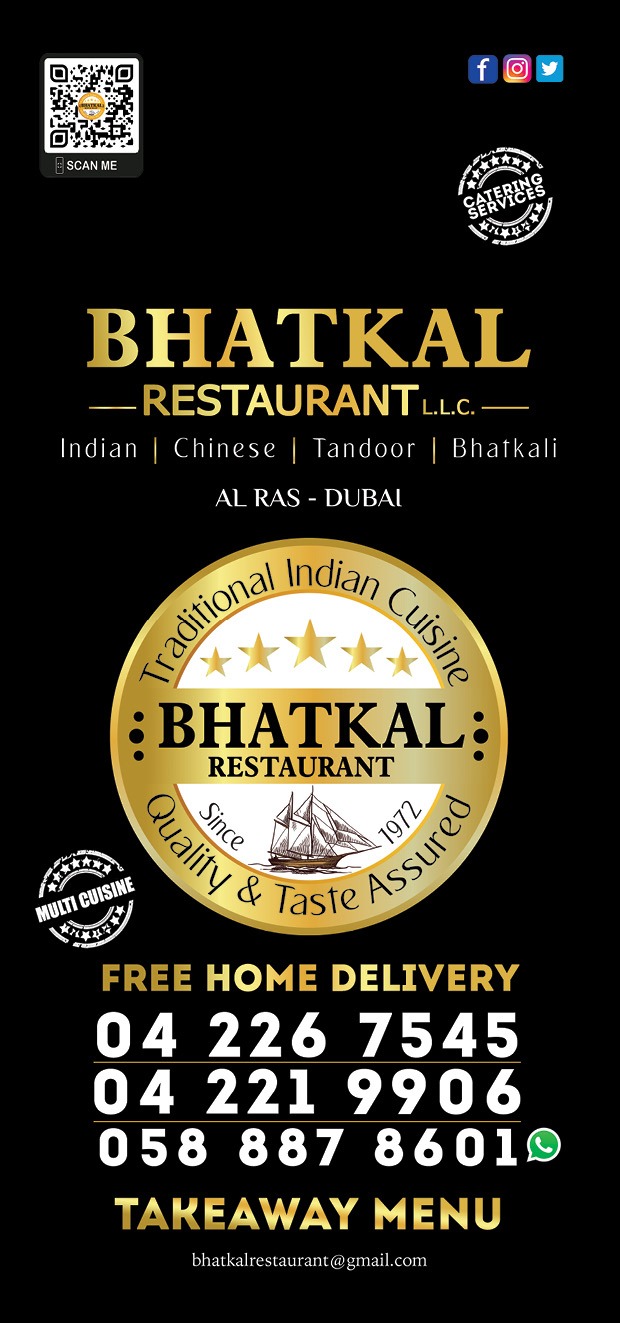 BHATKAL
SCAN ME
f
CATERING
SERVICES
BHATKAL
RESTAURANT L.L.C.
Indian | Chinese | Tandoor | Bhatkali
AL RAS - DUBAI
Traditional Indian Cuisine
BHATKAL
RESTAURANT
Since 1972
Quality & Taste Assured
MULTI CUISINE
FREE HOME DELIVERY
04 226 7545
04 221 9906
058 887 8601
TAKEAWAY MENU
bhatkalrestaurant@gmail.com